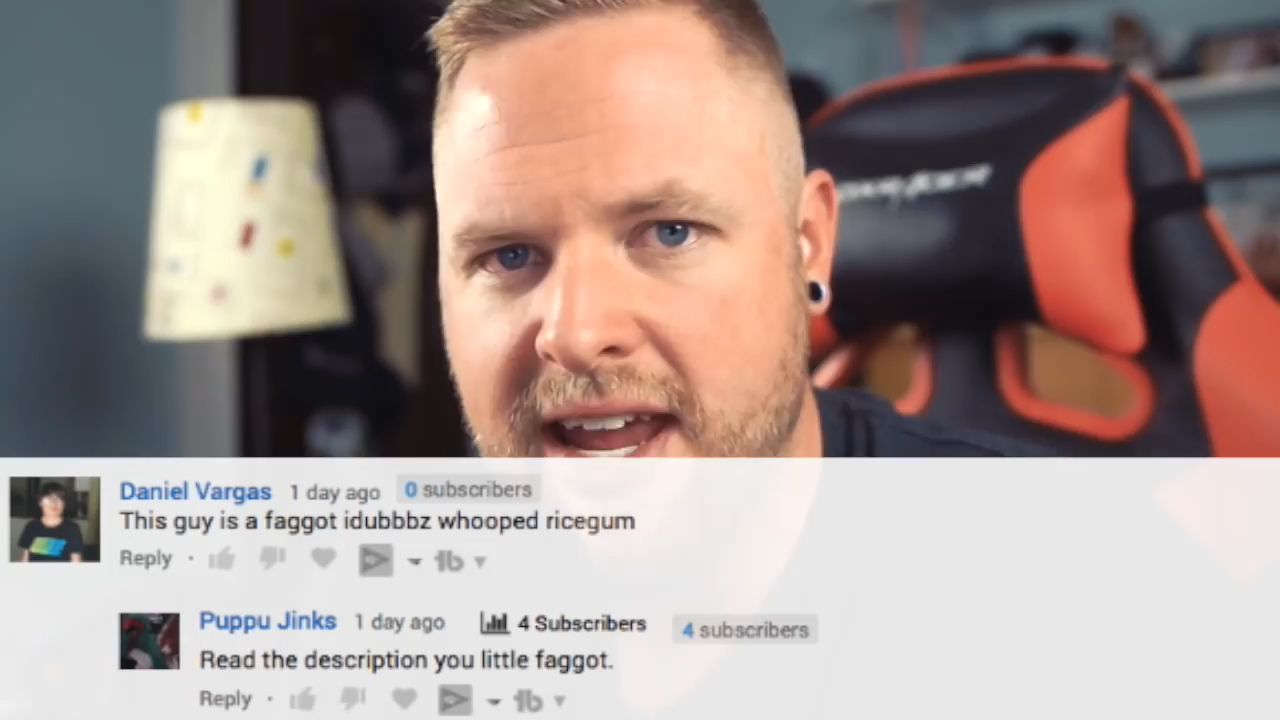 Daniel Vargas 1 day ago 0 subscribers
This guy is a faggot idubbbz whooped ricegum
Reply ·
Puppu Jinks 1 day ago 4 Subscribers 4 subscribers
Read the description you little faggot.
Reply ·